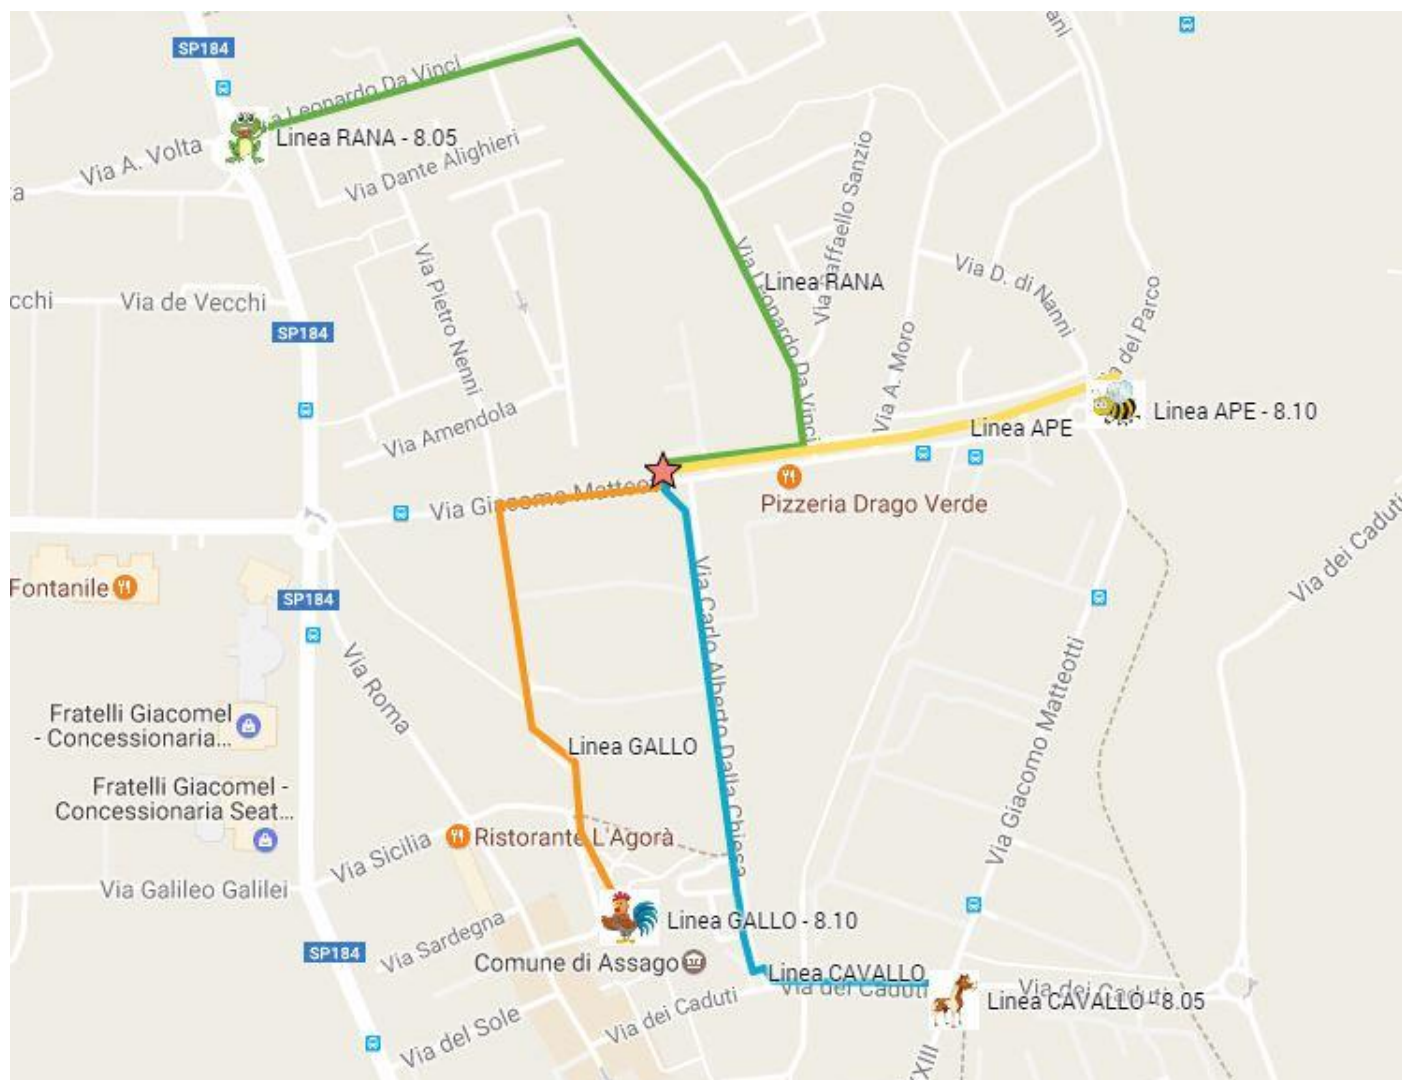 SP184
a Leonardo Da Vinci
Linea RANA - 8.05
Via A. Volta
Via Dante Alighieri
Via Raffaello Sanzio
Via Leonardo Da Vinci
Linea RANA
Via D. di Nanni
del Parco
cchi
Via de Vecchi
Via Pietro Nenni
SP184
Via A. Moro
Via Amendola
Linea APE - 8.10
Linea APE
Pizzeria Drago Verde
Via Giacomo Matteo
Via dei Caduti
Fontanile
SP184
Via Carlo Alberto Dalla Chiesa
Via Roma
Via Giacomo Matteotti
Fratelli Giacomel
- Concessionaria...
Linea GALLO
Fratelli Giacomel -
Concessionaria Seat...
Ristorante L'Agorà
Via Sicilia
Via Galileo Galilei
Linea GALLO - 8.10
Via Sardegna
SP184
Comune di Assago
Linea CAVALLO
Via dei Caduti
Via dei Caduti
Linea CAVALLO - 8.05
Via dei Caduti
Via del Sole
XXIII